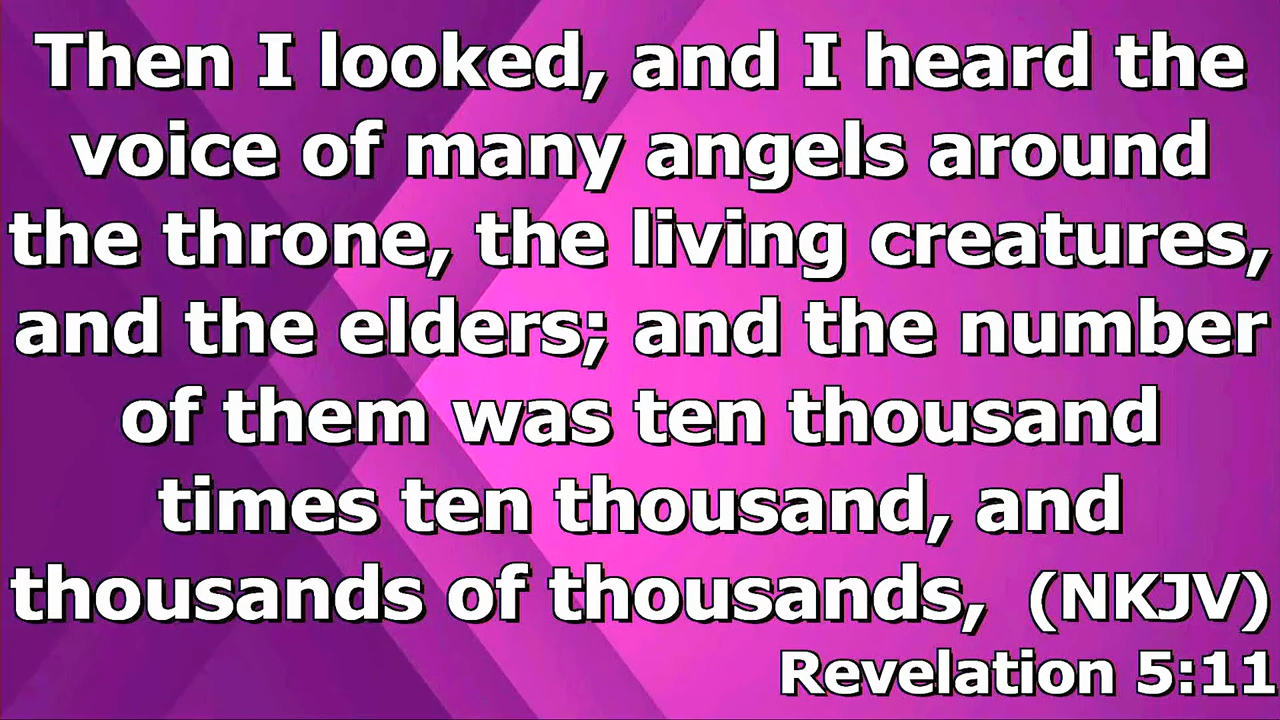 Then I looked, and I heard the
voice of many angels around
the throne, the living creatures,
and the elders; and the number
of them was ten thousand
times ten thousand, and
thousands of thousands, (NKJV)
Revelation 5:11